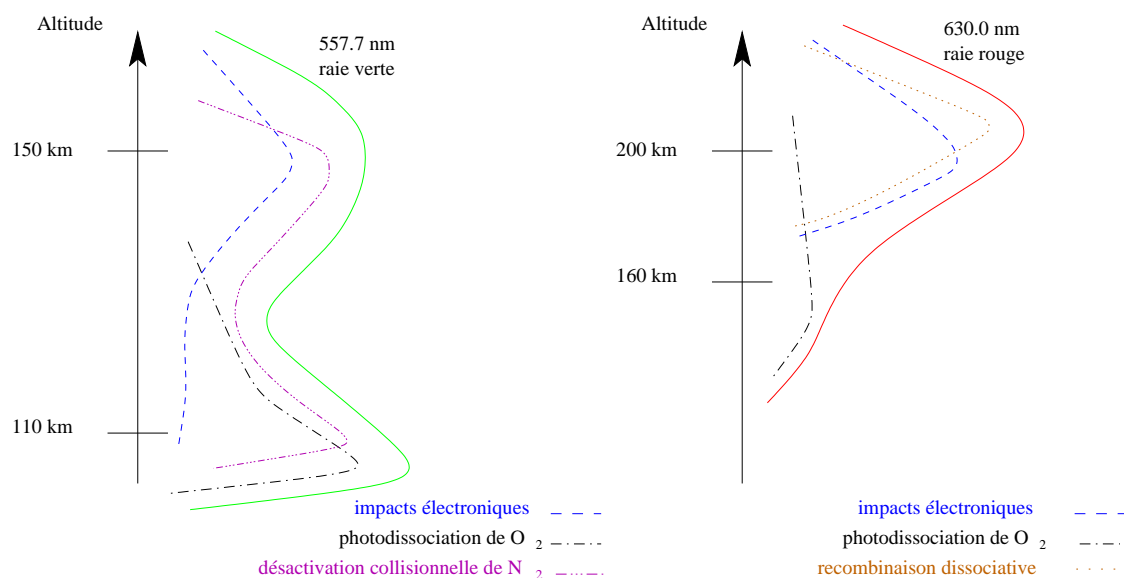 Altitude
557.7 nm
raie verte
150 km
110 km
impacts électroniques
photodissociation de O 2
désactivation collisionnelle de N 2
Altitude
630.0 nm
raie rouge
200 km
160 km
impacts électroniques
photodissociation de O 2
recombinaison dissociative